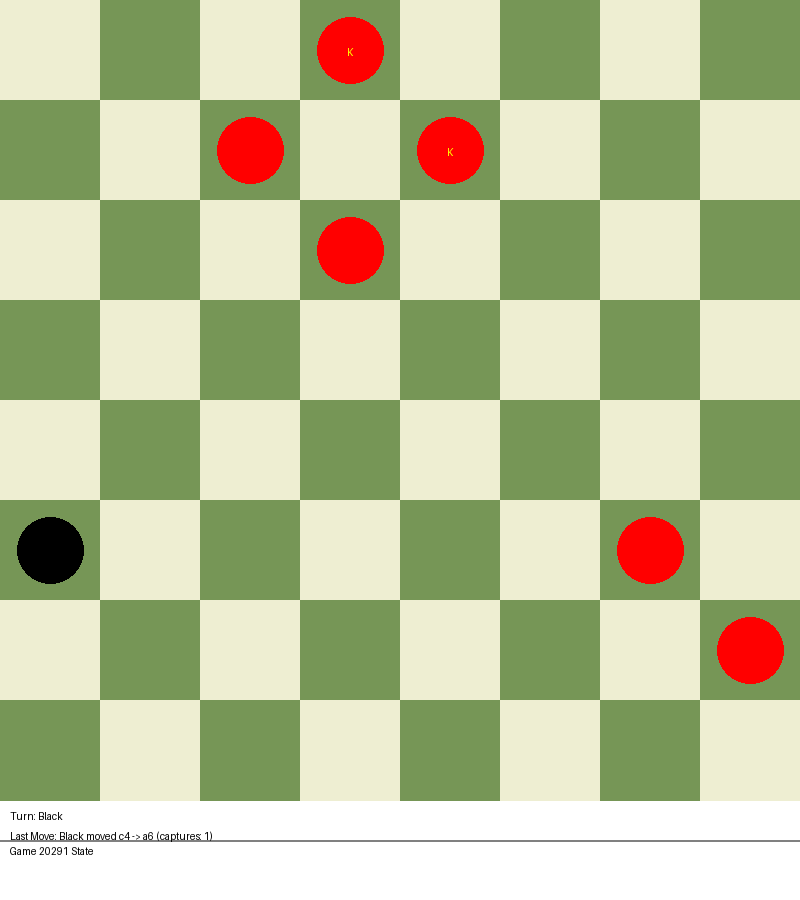 K
K
Turn: Black
Last Move: Black moved c4 -> a6 (captures: 1)
Game 20291 State